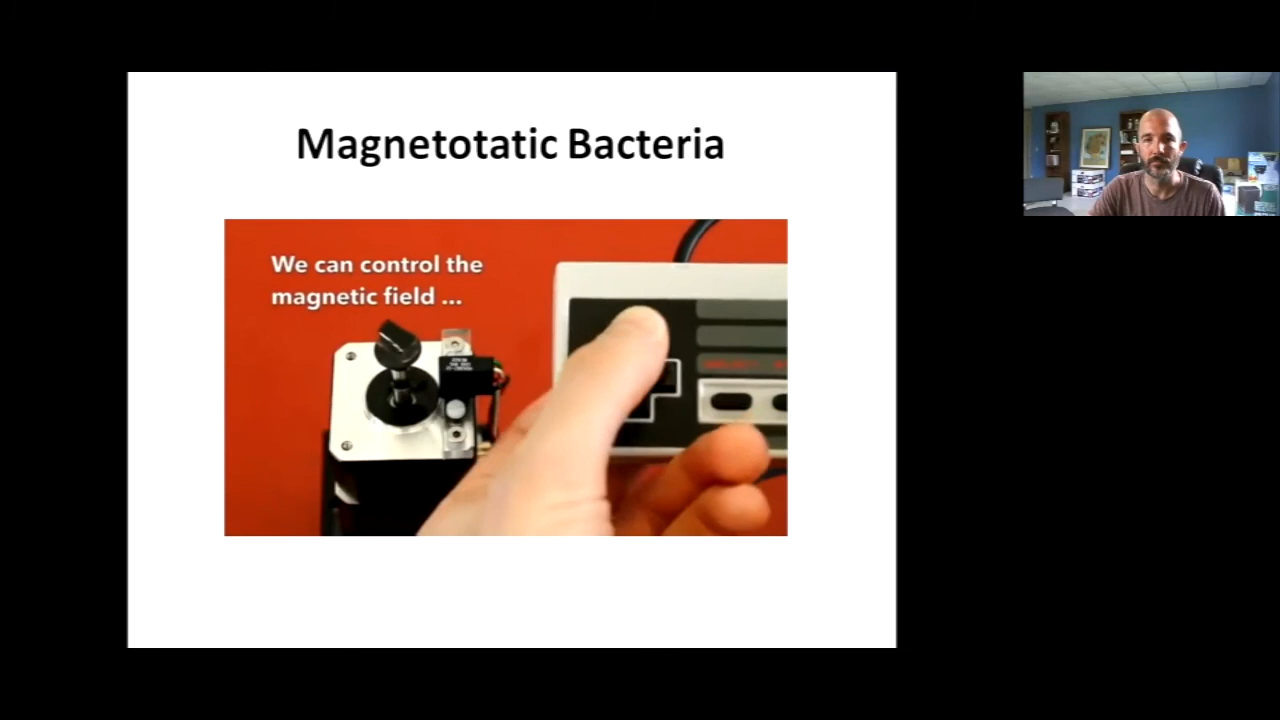 Magnetotatic Bacteria
We can control the
magnetic field ...